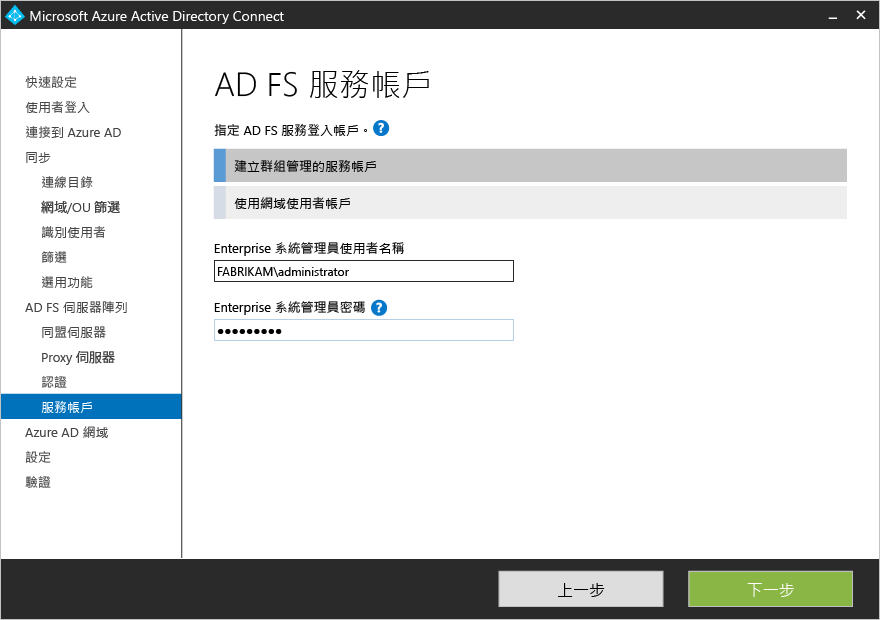 Microsoft Azure Active Directory Connect
快速設定
使用者登入
連接到 Azure AD
同步
連線目錄
網域/OU 篩選
識別使用者
篩選
選用功能
AD FS 伺服器陣列
同盟伺服器
Proxy 伺服器
認證
服務帳戶
Azure AD 網域
設定
驗證
AD FS 服務帳戶
指定 AD FS 服務登入帳戶。 ?
建立群組管理的服務帳戶
使用網域使用者帳戶
Enterprise 系統管理員使用者名稱
FABRIKAM\administrator
Enterprise 系統管理員密碼 ?
●●●●●●●●●
上一步
下一步